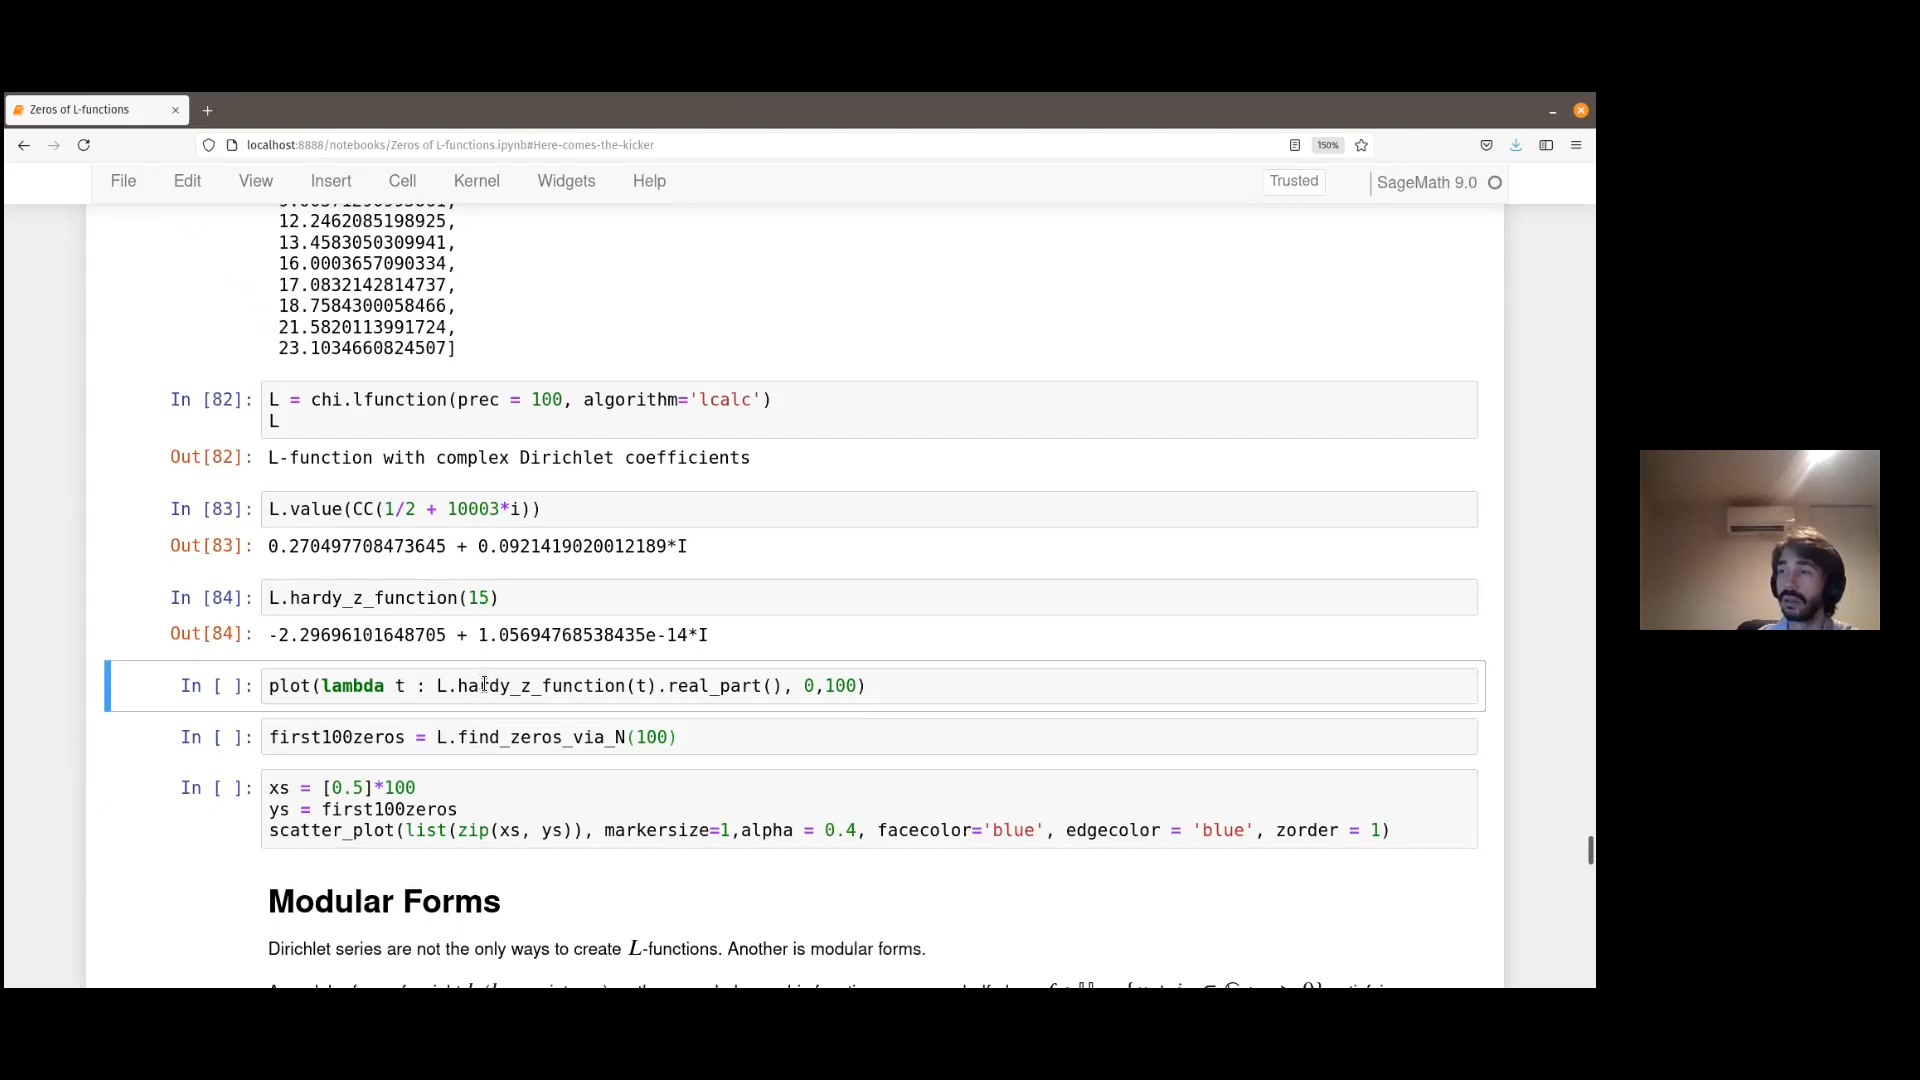 Zeros of L-functions
localhost:8888/notebooks/Zeros of L-functions.ipynb#Here-comes-the-kicker
150%
File Edit View Insert Cell Kernel Widgets Help
Trusted
SageMath 9.0
12.2462085198925,
13.4583050309941,
16.0003657090334,
17.0832142814737,
18.7584300058466,
21.5820113991724,
23.1034660824507]
In [82]: L = chi.lfunction(prec = 100, algorithm='lcalc')
L
Out[82]: L-function with complex Dirichlet coefficients
In [83]: L.value(CC(1/2 + 10003*i))
Out[83]: 0.270497708473645 + 0.0921419020012189*I
In [84]: L.hardy_z_function(15)
Out[84]: -2.29696101648705 + 1.05694768538435e-14*I
In [ ]: plot(lambda t : L.hardy_z_function(t).real_part(), 0,100)
In [ ]: first100zeros = L.find_zeros_via_N(100)
In [ ]: xs = [0.5]*100
ys = first100zeros
scatter_plot(list(zip(xs, ys)), markersize=1,alpha = 0.4, facecolor='blue', edgecolor = 'blue', zorder = 1)
Modular Forms
Dirichlet series are not the only ways to create L-functions. Another is modular forms.